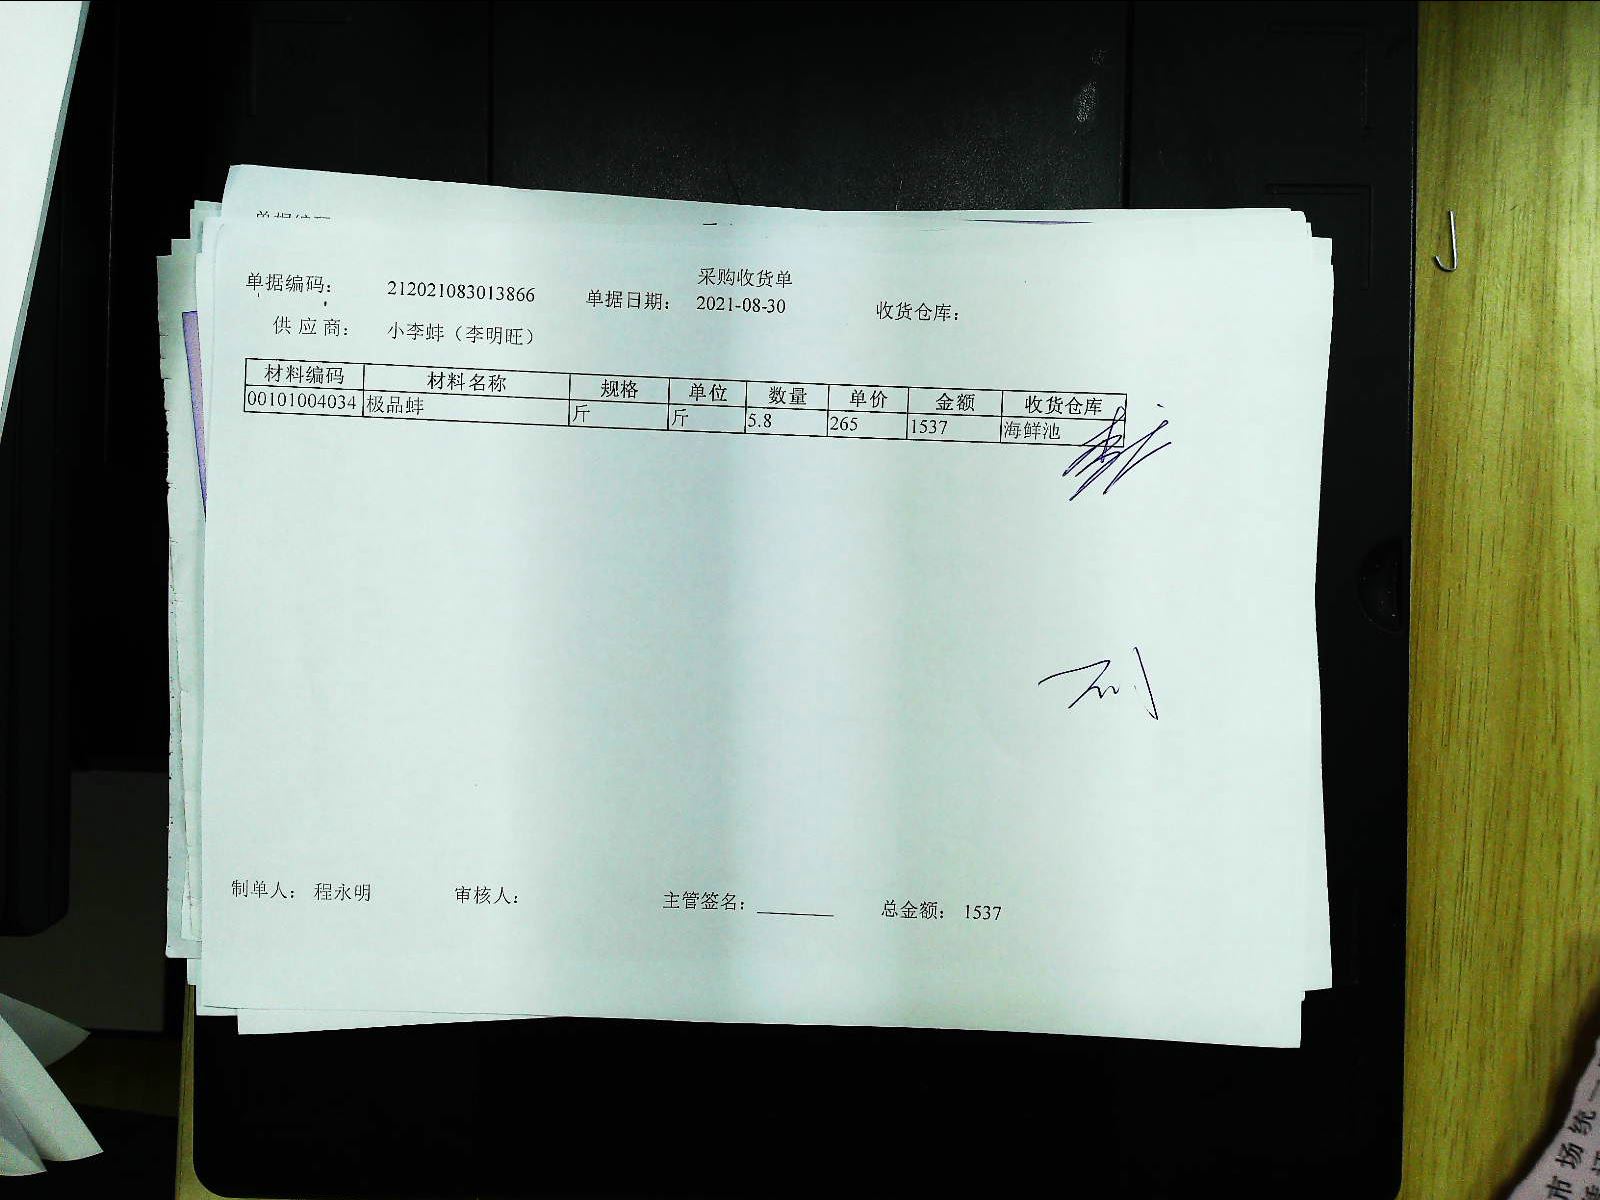 采购收货单
单据编码： 212021083013866 单据日期： 2021-08-30 收货仓库：
供应商： 小李蚌（李明旺）
材料编码 材料名称 规格 单位 数量 单价 金额 收货仓库
00101004034 极品蚌 斤 斤 5.8 265 1537 海鲜池
制单人： 程永明 审核人： 主管签名： 总金额： 1537
市场统一